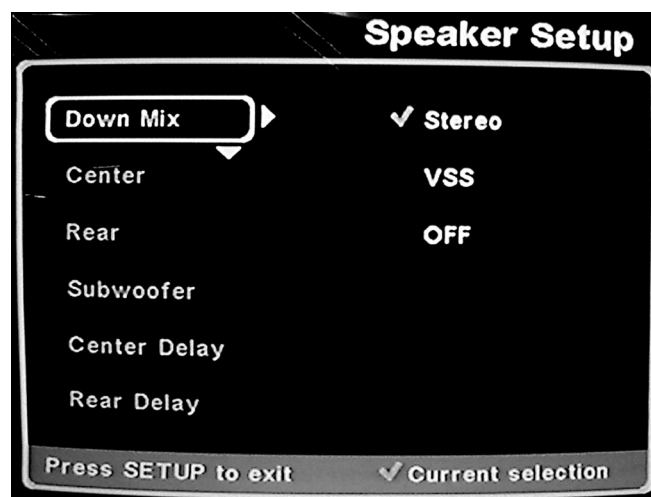 Speaker Setup
Down Mix
✓ Stereo
Center
VSS
Rear
OFF
Subwoofer
Center Delay
Rear Delay
Press SETUP to exit
✓ Current selection